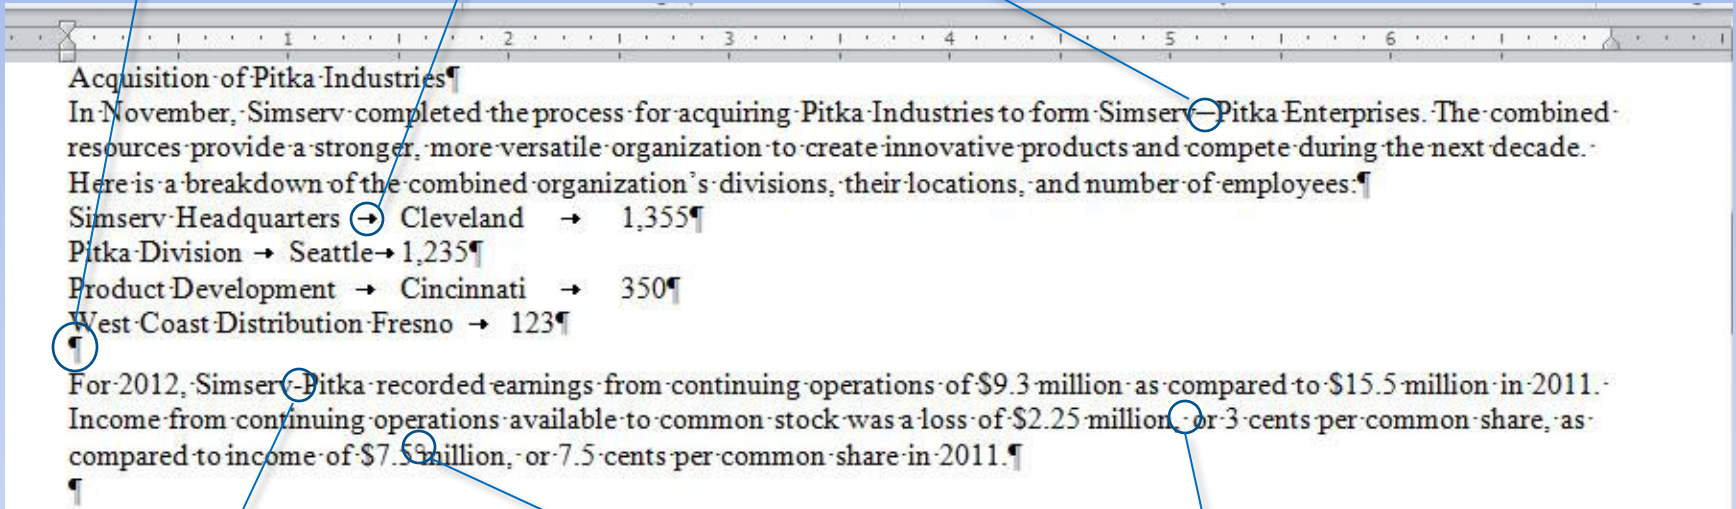 1 2 3 4 5 6
Acquisition of Pitka Industries¶
In November, Simserv completed the process for acquiring Pitka Industries to form Simserv–Pitka Enterprises. The combined
resources provide a stronger, more versatile organization to create innovative products and compete during the next decade.
Here is a breakdown of the combined organization’s divisions, their locations, and number of employees:¶
Simserv Headquarters → Cleveland → 1,355¶
Pitka Division → Seattle → 1,235¶
Product Development → Cincinnati → 350¶
West Coast Distribution Fresno → 123¶
¶
For 2012, Simserv-Pitka recorded earnings from continuing operations of $9.3 million as compared to $15.5 million in 2011.
Income from continuing operations available to common stock was a loss of $2.25 million, or 3 cents per common share, as
compared to income of $7.5° million, or 7.5 cents per common share in 2011.¶
¶